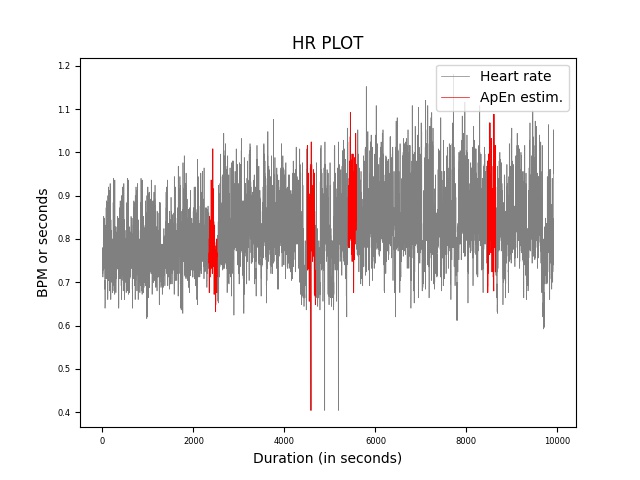 HR PLOT
Heart rate
ApEn estim.
BPM or seconds
1.2
1.1
1.0
0.9
0.8
0.7
0.6
0.5
0.4
0 2000 4000 6000 8000 10000
Duration (in seconds)